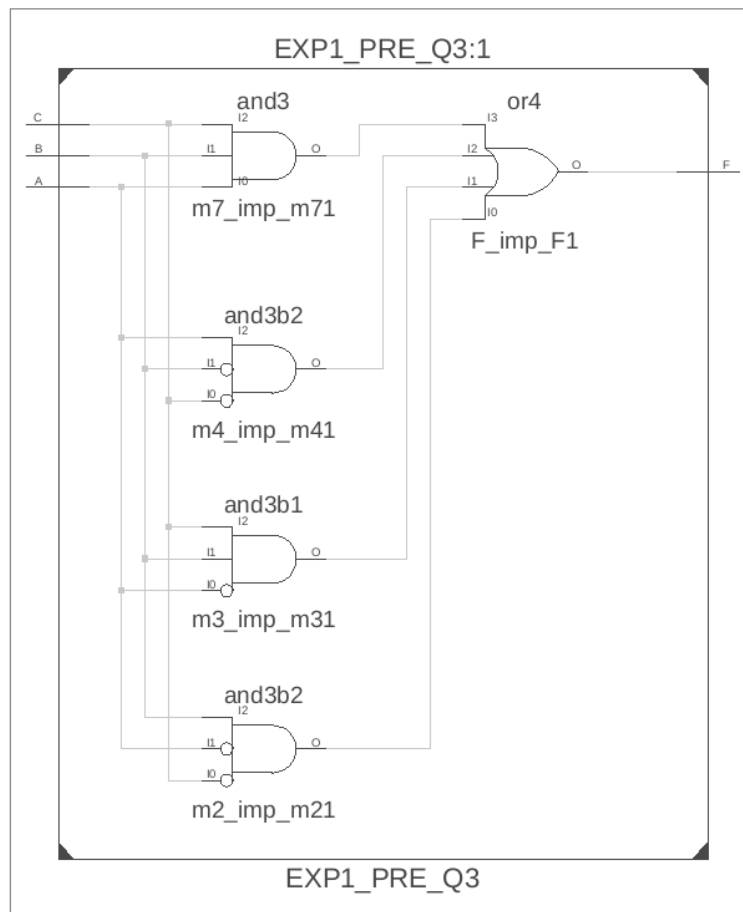 EXP1_PRE_Q3:1
and3
or4
C
I2
I3
B
I1
O
I2
O
F
A
I0
I1
m7_imp_m71
I0
F_imp_F1
and3b2
I2
I1
O
I0
m4_imp_m41
and3b1
I2
I1
O
I0
m3_imp_m31
and3b2
I2
I1
O
I0
m2_imp_m21
EXP1_PRE_Q3